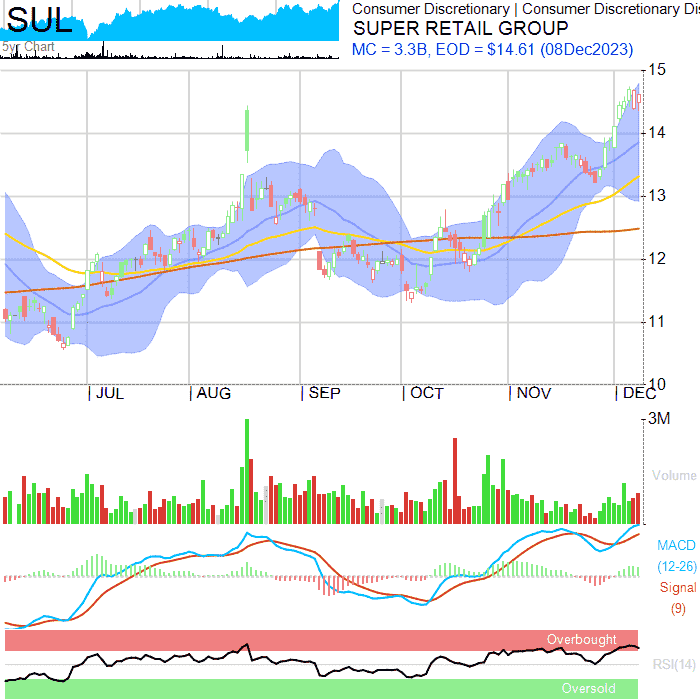 SUL
5yr Chart
Consumer Discretionary | Consumer Discretionary Dis
SUPER RETAIL GROUP
MC = 3.3B, EOD = $14.61 (08Dec2023)
15
14
13
12
11
10
| JUL | AUG | SEP | OCT | NOV | DEC
3M
Volume
MACD
(12-26)
Signal
(9)
Overbought
RSI(14)
Oversold